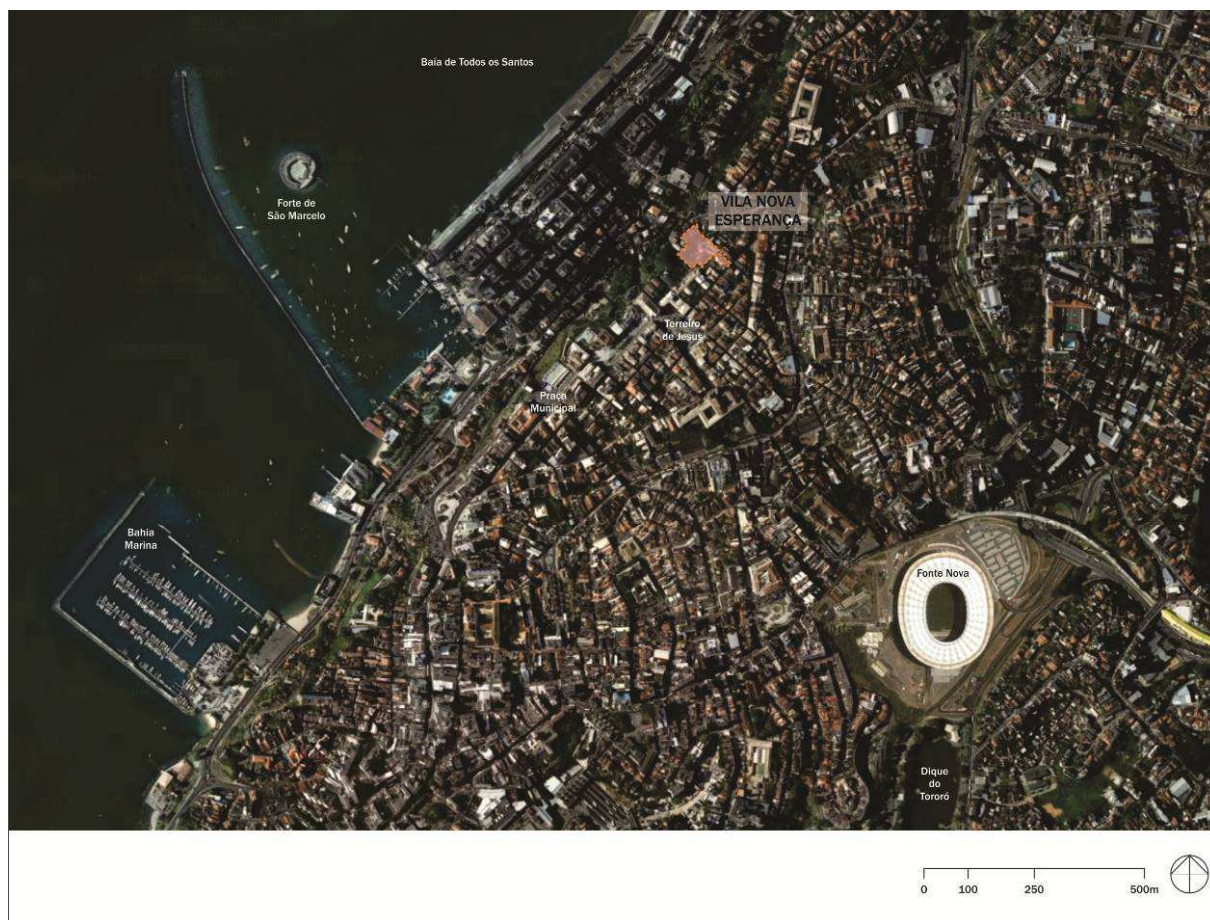 Baía de Todos os Santos
Forte de
São Marcelo
VILA NOVA
ESPERANÇA
Terreiro
de Jesus
Praça
Municipal
Bahia
Marina
Fonte Nova
Dique
do
Tororó
0 100 250 500m